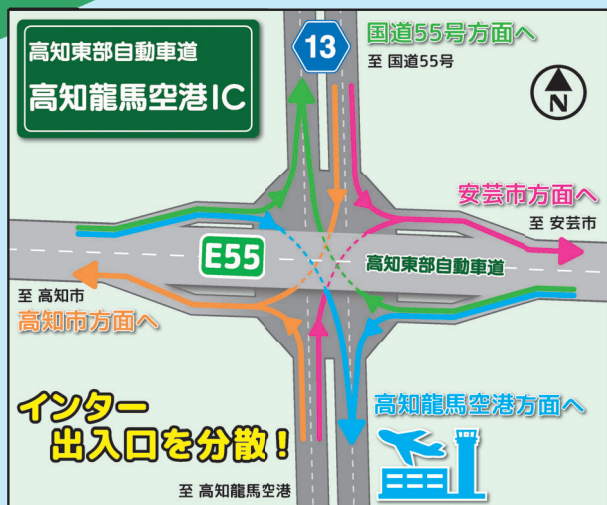 高知東部自動車道
高知龍馬空港IC
13
国道55号方面へ
至 国道55号
N
安芸市方面へ
至 安芸市
E55
高知東部自動車道
至 高知市
高知市方面へ
インター
出入口を分散!
高知龍馬空港方面へ
至 高知龍馬空港